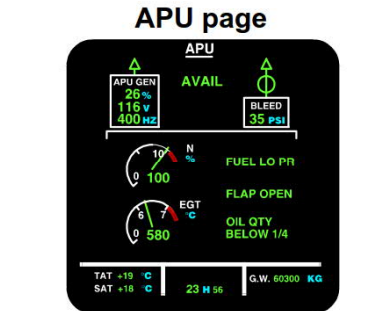 APU page
APU
AVAIL
APU GEN
26 %
116 V
400 HZ
BLEED
35 PSI
N
%
10
0
100
FUEL LO PR
FLAP OPEN
EGT
°C
6 7
0
580
OIL QTY
BELOW 1/4
TAT +19 °C
SAT +18 °C
23 H 56
G.W. 60300 KG